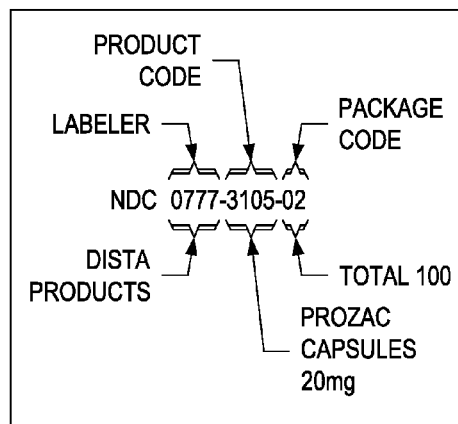 PRODUCT
CODE
LABELER
PACKAGE
CODE
NDC 0777-3105-02
DISTA
PRODUCTS
TOTAL 100
PROZAC
CAPSULES
20mg